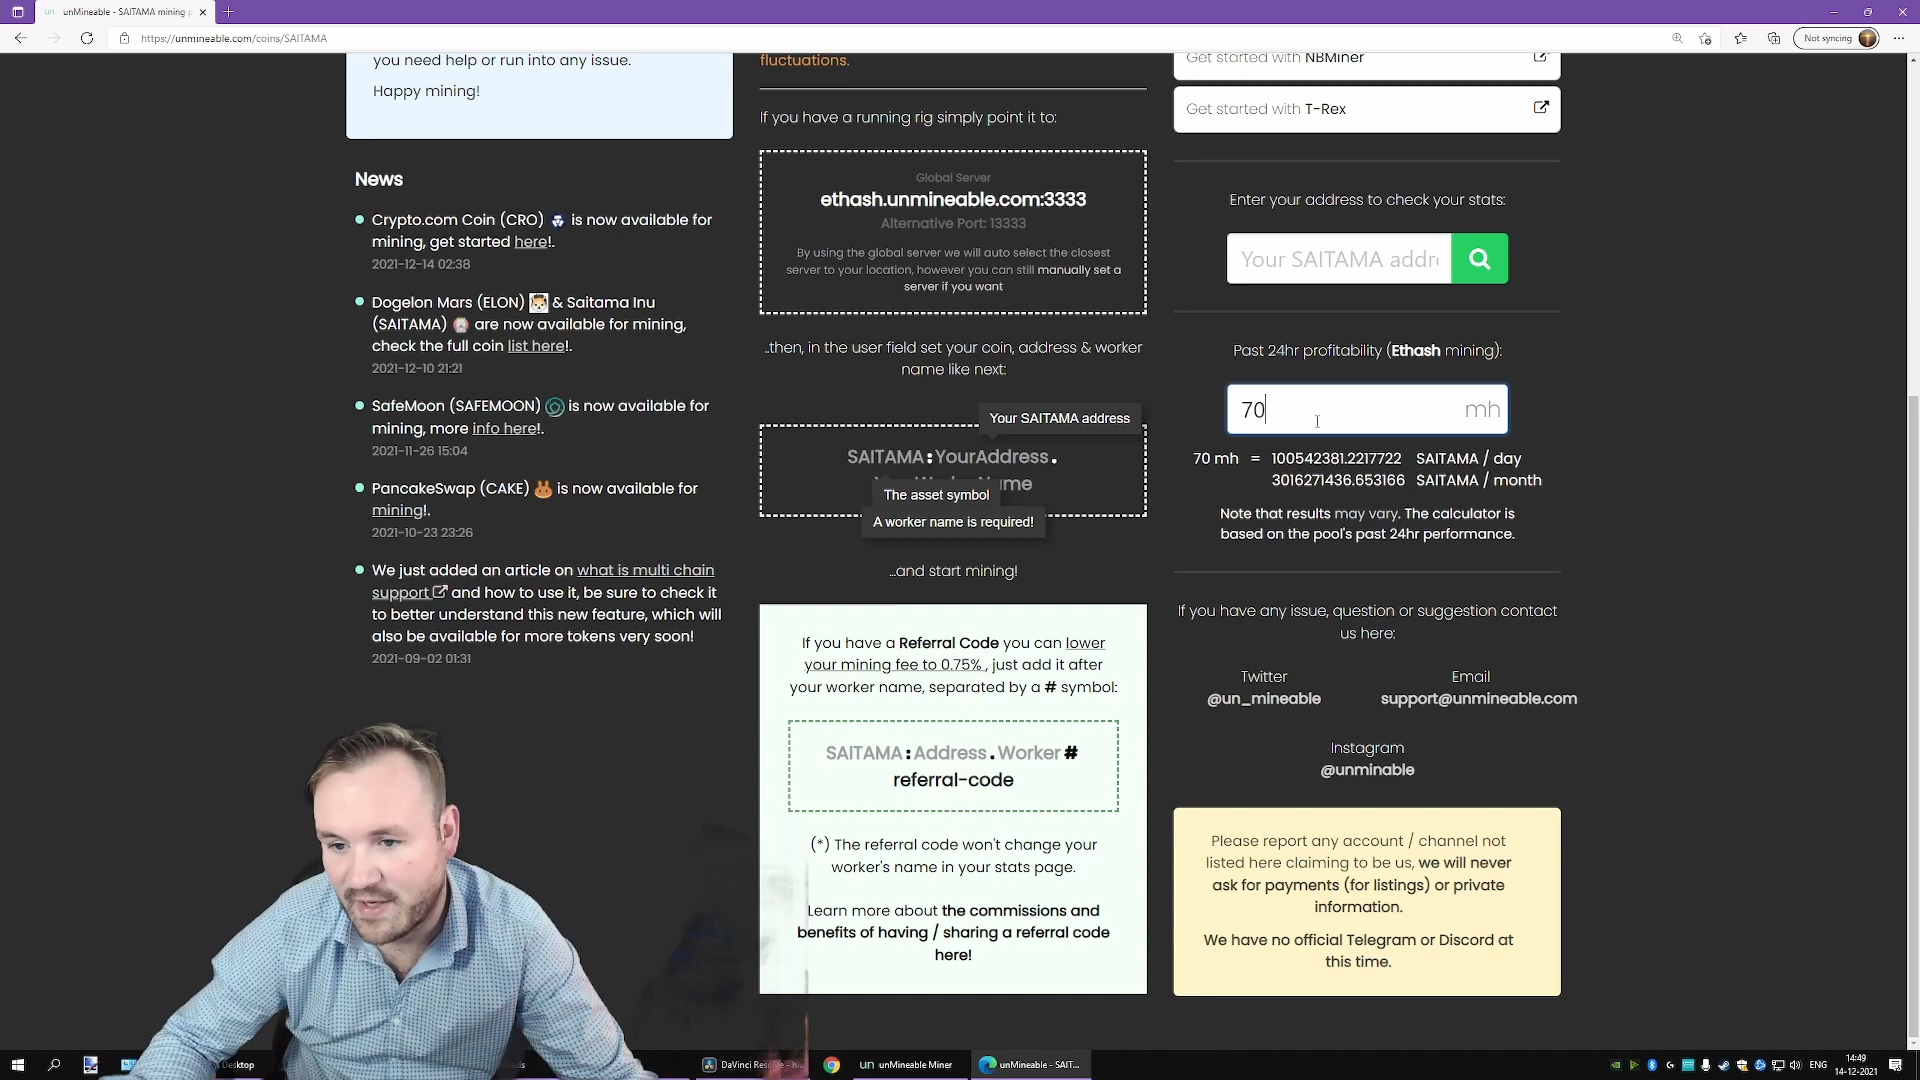 unMineable - SAITAMA mining p
https://unmineable.com/coins/SAITAMA
Not syncing
you need help or run into any issue.
Happy mining!
News
Crypto.com Coin (CRO) is now available for
mining, get started here!.
2021-12-14 02:38
Dogelon Mars (ELON) & Saitama Inu
(SAITAMA) are now available for mining,
check the full coin list here!.
2021-12-10 21:21
SafeMoon (SAFEMOON) is now available for
mining, more info here!.
2021-11-26 15:04
PancakeSwap (CAKE) is now available for
mining!.
2021-10-23 23:26
We just added an article on what is multi chain
support and how to use it, be sure to check it
to better understand this new feature, which will
also be available for more tokens very soon!
2021-09-02 01:31
fluctuations.
If you have a running rig simply point it to:
Global Server
ethash.unmineable.com:3333
Alternative Port: 13333
By using the global server we will auto select the closest
server to your location, however you can still manually set a
server if you want
..then, in the user field set your coin, address & worker
name like next:
Your SAITAMA address
SAITAMA:YourAddress.
The asset symbol
A worker name is required!
...and start mining!
If you have a Referral Code you can lower
your mining fee to 0.75% , just add it after
your worker name, separated by a # symbol:
SAITAMA:Address.Worker#
referral-code
(*) The referral code won't change your
worker's name in your stats page.
Learn more about the commissions and
benefits of having / sharing a referral code
here!
Get started with NBMiner
Get started with T-Rex
Enter your address to check your stats:
Your SAITAMA addre
Past 24hr profitability (Ethash mining):
70 mh
70 mh = 100542381.2217722 SAITAMA / day
3016271436.653166 SAITAMA / month
Note that results may vary. The calculator is
based on the pool's past 24hr performance.
If you have any issue, question or suggestion contact
us here:
Twitter
@un_mineable
Email
support@unmineable.com
Instagram
@unminable
Please report any account / channel not
listed here claiming to be us, we will never
ask for payments (for listings) or private
information.
We have no official Telegram or Discord at
this time.
Desktop
DaVinci Resolve - h...
un unMineable Miner
unMineable - SAIT...
ENG
14:49
14-12-2021